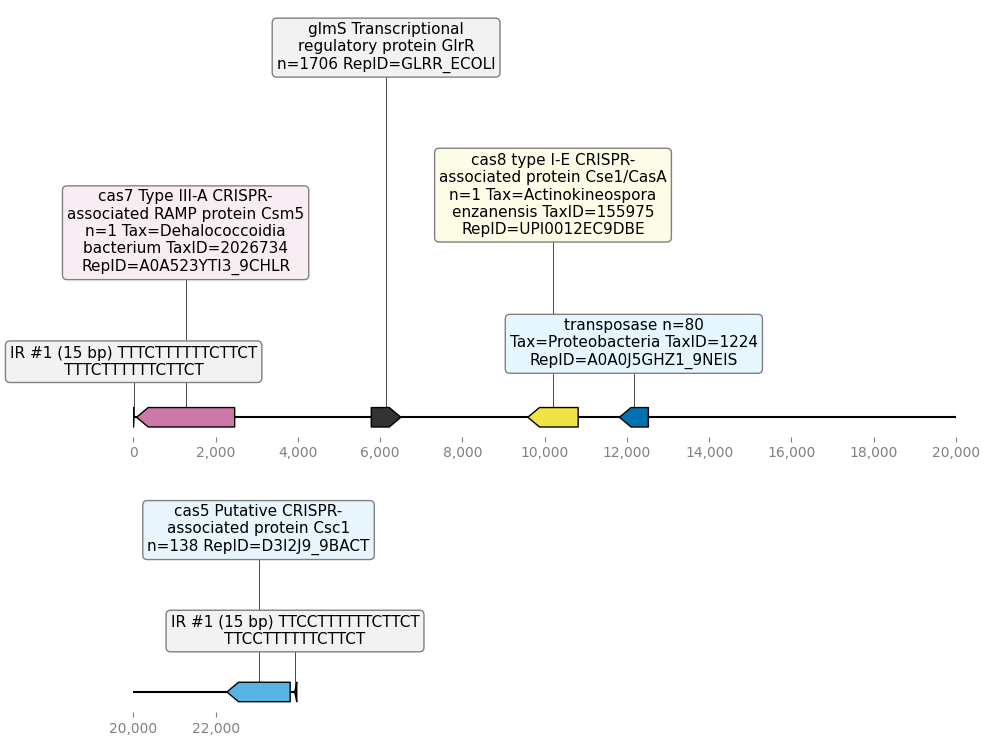 glmS Transcriptional
regulatory protein GlrR
n=1706 RepID=GLRR_ECOLI
cas8 type I-E CRISPR-
associated protein Cse1/CasA
n=1 Tax=Actinokineospora
enzanensis TaxID=155975
RepID=UPI0012EC9DBE
cas7 Type III-A CRISPR-
associated RAMP protein Csm5
n=1 Tax=Dehalococcoidia
bacterium TaxID=2026734
RepID=A0A523YTI3_9CHLR
transposase n=80
Tax=Proteobacteria TaxID=1224
RepID=A0A0J5GHZ1_9NEIS
IR #1 (15 bp) TTTCTTTTTTCTTCT
TTTCTTTTTTCTTCT
0 2,000 4,000 6,000 8,000 10,000 12,000 14,000 16,000 18,000 20,000
cas5 Putative CRISPR-
associated protein Csc1
n=138 RepID=D3I2J9_9BACT
IR #1 (15 bp) TTCCTTTTTTCTTCT
TTCCTTTTTTCTTCT
20,000 22,000